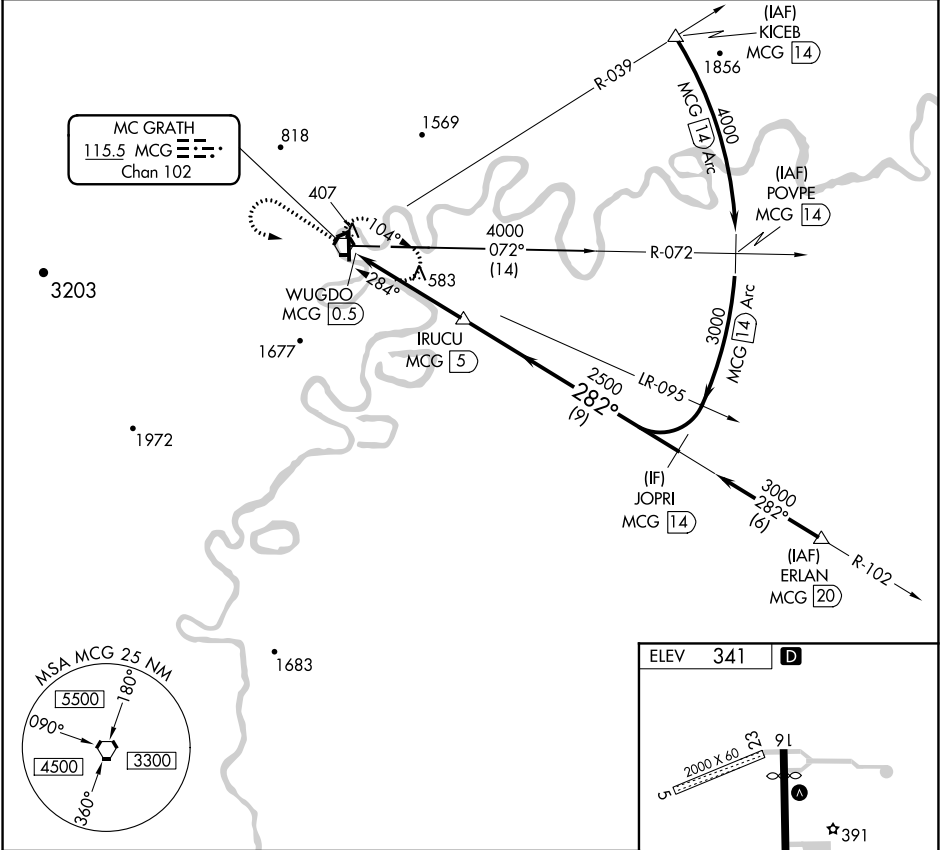 (IAF)
KICEB
MCG 14
1856
R-039
MCG 14 Arc
4000
MC GRATH
115.5 MCG
Chan 102
818
1569
407
104°
4000
072°
(14)
R-072
(IAF)
POVPE
MCG 14
3203
WUGDO
MCG 0.5
284°
583
IRUCU
MCG 5
1677
3000
MCG 14 Arc
LR-095
2500
282°
(9)
1972
(IF)
JOPRI
MCG 14
3000
282°
(6)
(IAF)
ERLAN
MCG 20
R-102
1683
MSA MCG 25 NM
5500
180°
090°
4500
3300
360°
ELEV 341 D
2000 X 60
5
23
16
A
391